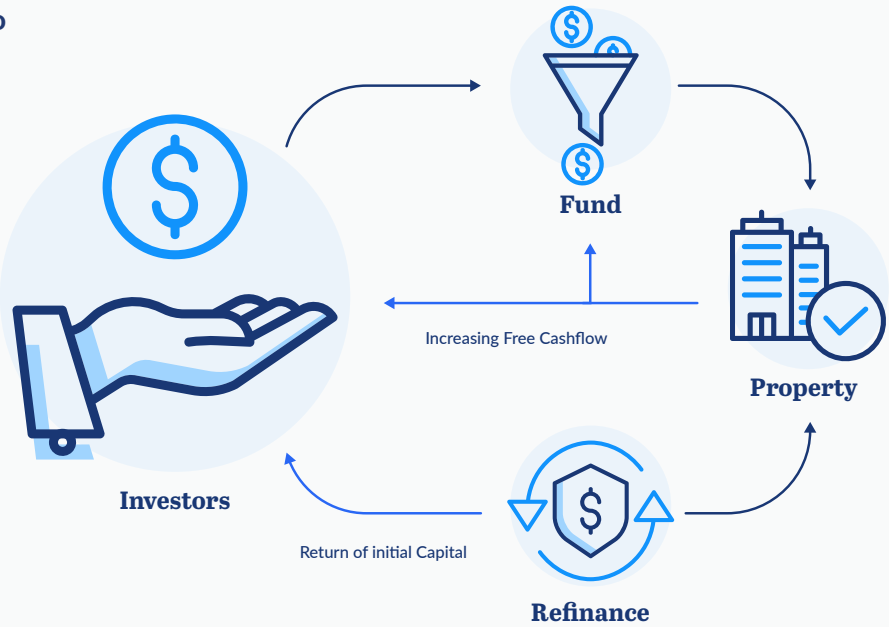 Fund
Increasing Free Cashflow
Property
Investors
Return of initial Capital
Refinance